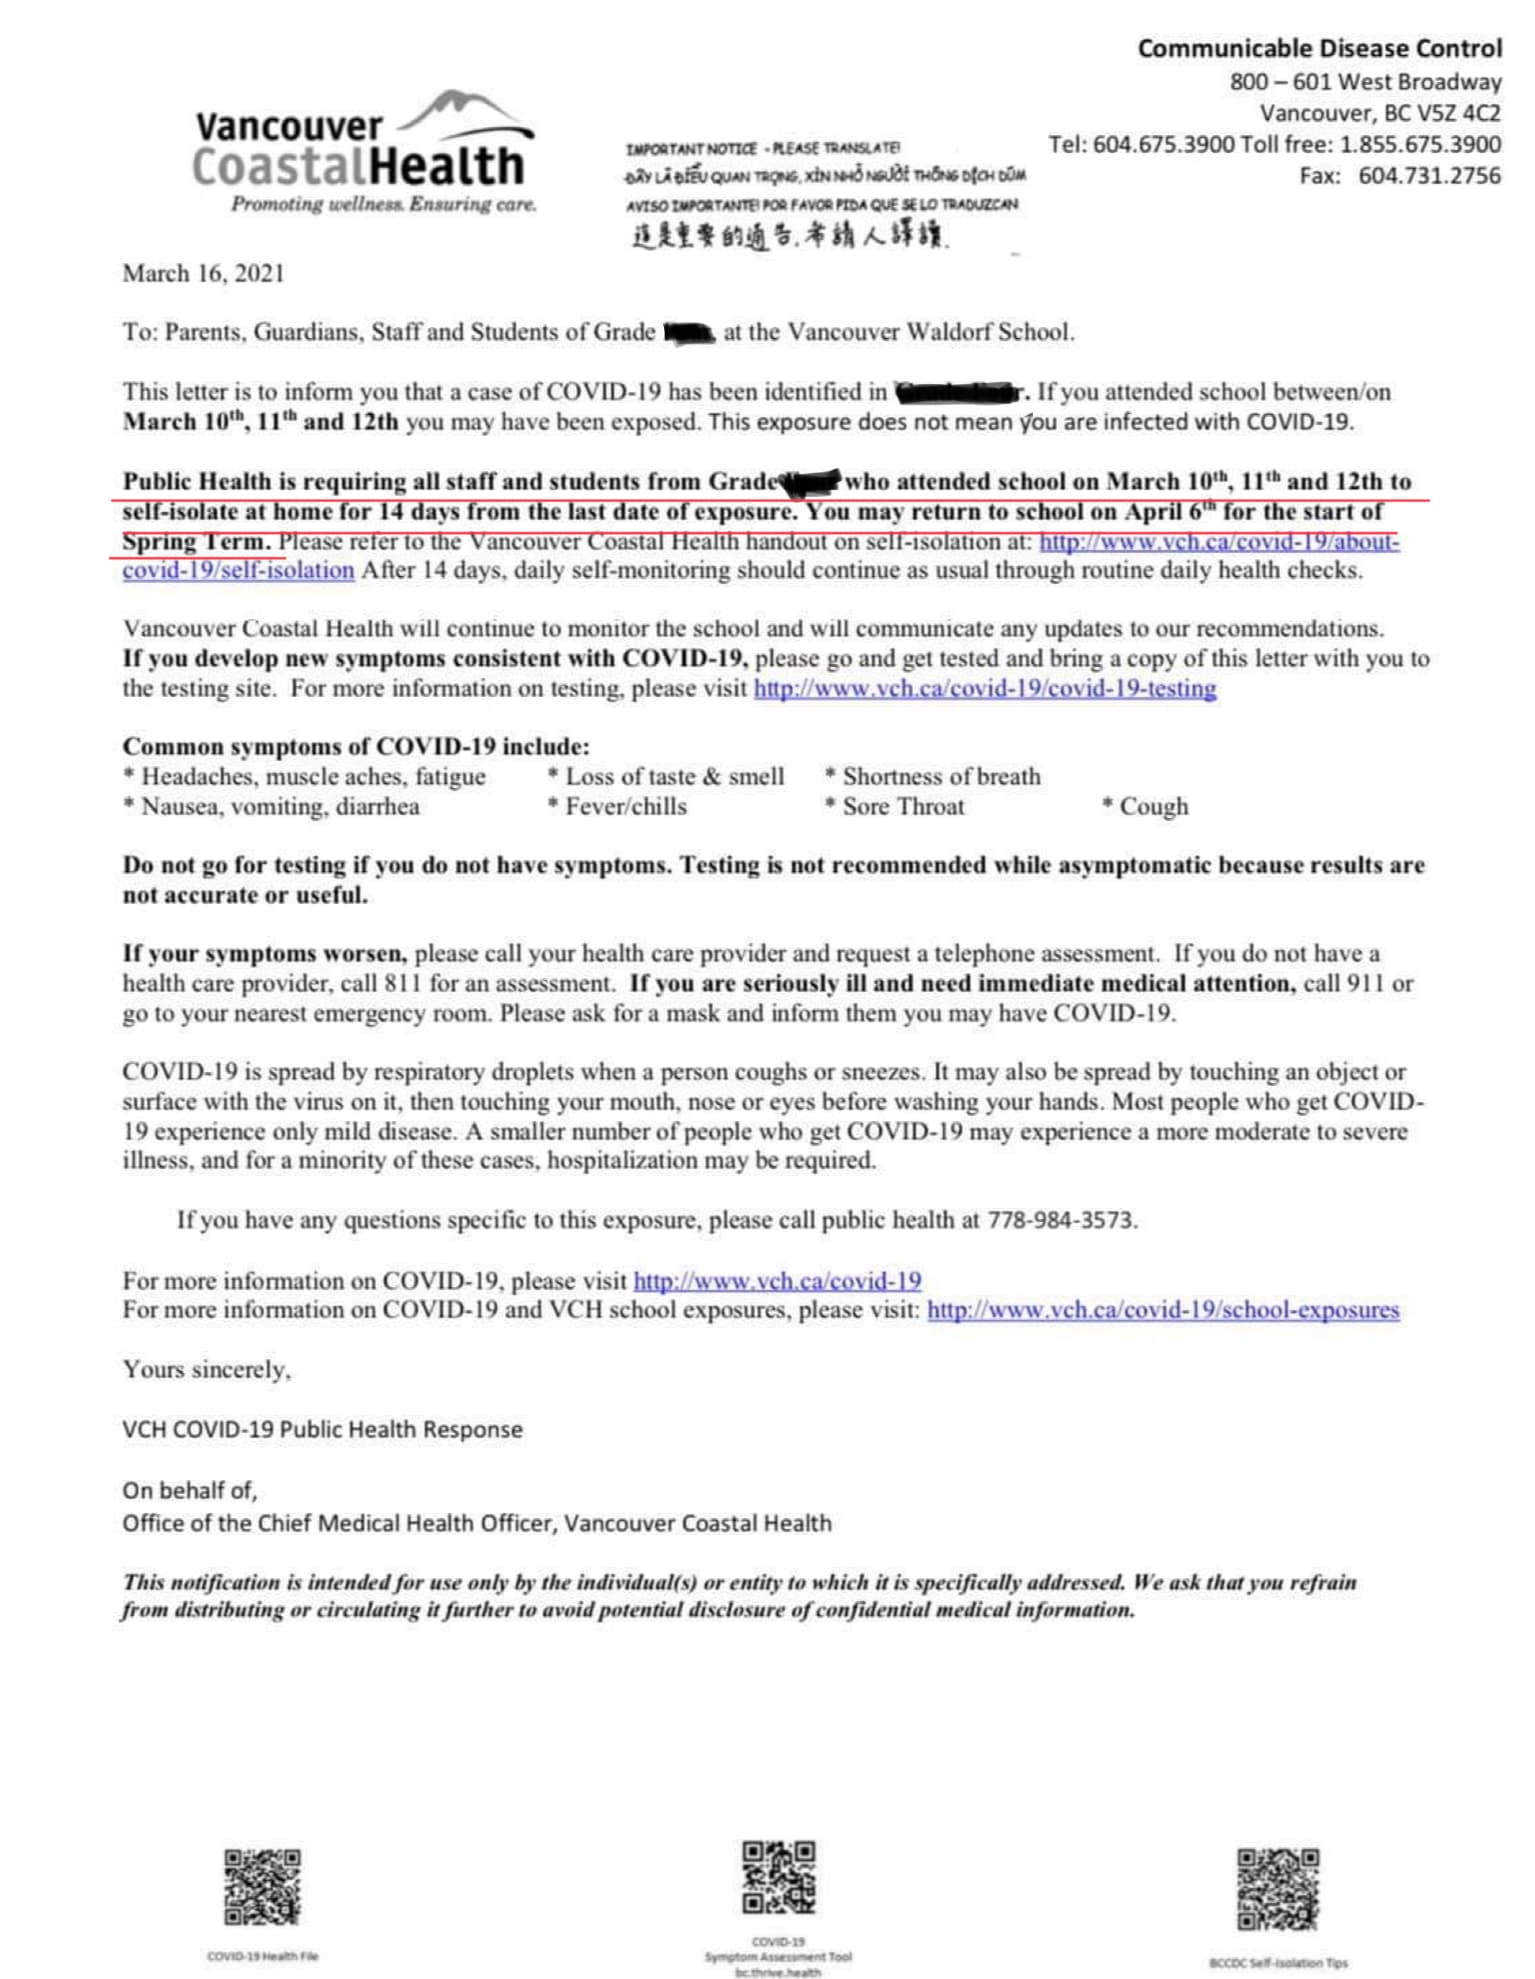 Communicable Disease Control
800 – 601 West Broadway
Vancouver, BC V5Z 4C2
Tel: 604.675.3900 Toll free: 1.855.675.3900
Fax: 604.731.2756
Vancouver
CoastalHealth
Promoting wellness. Ensuring care.
IMPORTANT NOTICE - PLEASE TRANSLATE!
ĐÂY LÀ ĐIỀU QUAN TRỌNG, XIN NHỜ NGƯỜI THÔNG DỊCH DÙM
AVISO IMPORTANTE! POR FAVOR PIDA QUE SE LO TRADUZCAN
這是重要的通告,希請人譯讀.
March 16, 2021
To: Parents, Guardians, Staff and Students of Grade at the Vancouver Waldorf School.
This letter is to inform you that a case of COVID-19 has been identified in r. If you attended school between/on
March 10th, 11th and 12th you may have been exposed. This exposure does not mean you are infected with COVID-19.
Public Health is requiring all staff and students from Grade who attended school on March 10th, 11th and 12th to
self-isolate at home for 14 days from the last date of exposure. You may return to school on April 6th for the start of
Spring Term. Please refer to the Vancouver Coastal Health handout on self-isolation at: http://www.vch.ca/covid-19/about-
covid-19/self-isolation After 14 days, daily self-monitoring should continue as usual through routine daily health checks.
Vancouver Coastal Health will continue to monitor the school and will communicate any updates to our recommendations.
If you develop new symptoms consistent with COVID-19, please go and get tested and bring a copy of this letter with you to
the testing site. For more information on testing, please visit http://www.vch.ca/covid-19/covid-19-testing
Common symptoms of COVID-19 include:
* Headaches, muscle aches, fatigue * Loss of taste & smell * Shortness of breath
* Nausea, vomiting, diarrhea * Fever/chills * Sore Throat * Cough
Do not go for testing if you do not have symptoms. Testing is not recommended while asymptomatic because results are
not accurate or useful.
If your symptoms worsen, please call your health care provider and request a telephone assessment. If you do not have a
health care provider, call 811 for an assessment. If you are seriously ill and need immediate medical attention, call 911 or
go to your nearest emergency room. Please ask for a mask and inform them you may have COVID-19.
COVID-19 is spread by respiratory droplets when a person coughs or sneezes. It may also be spread by touching an object or
surface with the virus on it, then touching your mouth, nose or eyes before washing your hands. Most people who get COVID-
19 experience only mild disease. A smaller number of people who get COVID-19 may experience a more moderate to severe
illness, and for a minority of these cases, hospitalization may be required.
If you have any questions specific to this exposure, please call public health at 778-984-3573.
For more information on COVID-19, please visit http://www.vch.ca/covid-19
For more information on COVID-19 and VCH school exposures, please visit: http://www.vch.ca/covid-19/school-exposures
Yours sincerely,
VCH COVID-19 Public Health Response
On behalf of,
Office of the Chief Medical Health Officer, Vancouver Coastal Health
This notification is intended for use only by the individual(s) or entity to which it is specifically addressed. We ask that you refrain
from distributing or circulating it further to avoid potential disclosure of confidential medical information.
COVID-19 Health File
COVID-19
Symptom Assessment Tool
bc.thrive.health
BCCDC Self-Isolation Tips